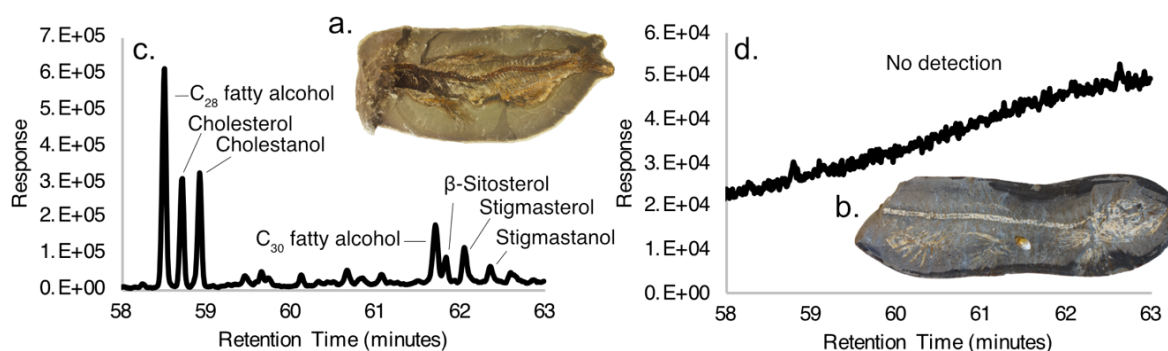 c.
a.
7.E+05
6.E+05
5.E+05
4.E+05
3.E+05
2.E+05
1.E+05
0.E+00
Response
C28 fatty alcohol
Cholesterol
Cholestanol
C30 fatty alcohol
β-Sitosterol
Stigmasterol
Stigmastanol
58 59 60 61 62 63
Retention Time (minutes)
d.
No detection
b.
6.E+04
5.E+04
4.E+04
3.E+04
2.E+04
1.E+04
0.E+00
Response
58 59 60 61 62 63
Retention Time (minutes)